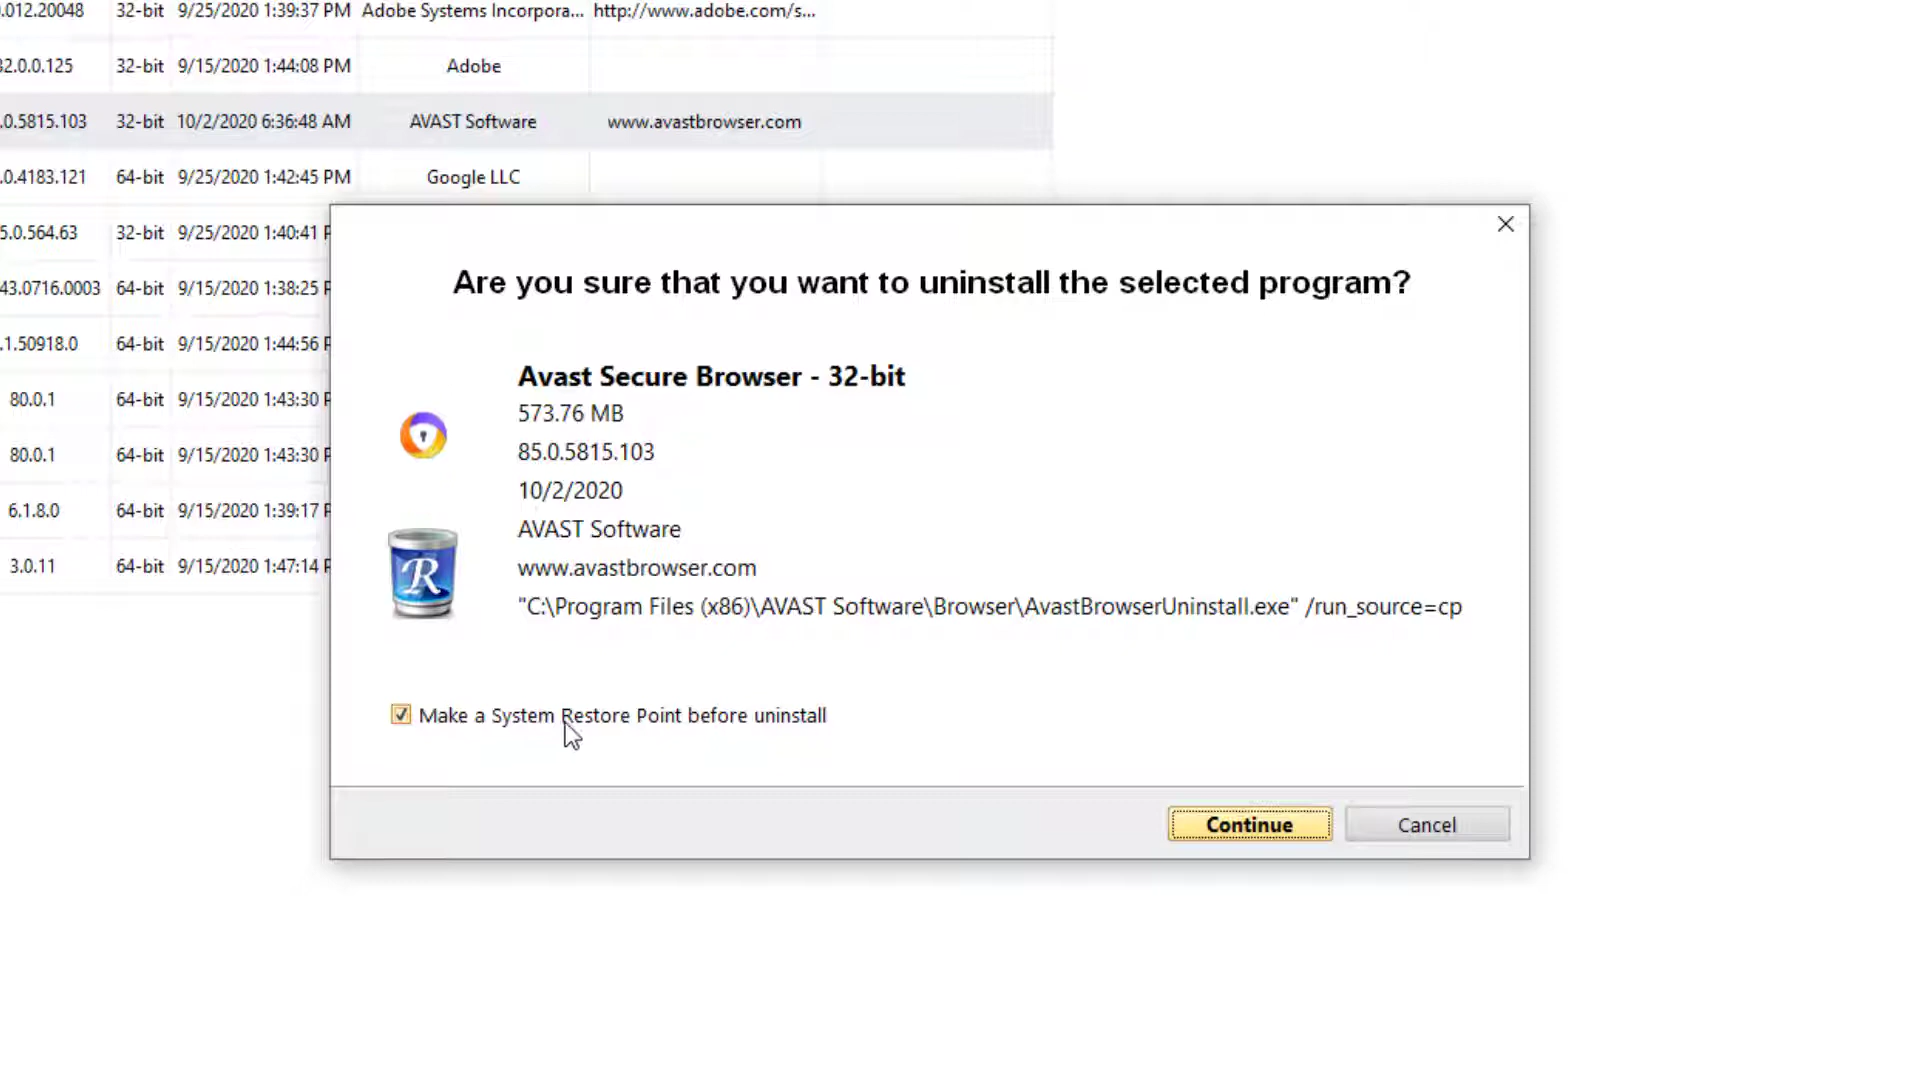 .012.20048 32-bit 9/25/2020 1:39:37 PM Adobe Systems Incorpora... http://www.adobe.com/s...
32.0.0.125 32-bit 9/15/2020 1:44:08 PM Adobe
.0.5815.103 32-bit 10/2/2020 6:36:48 AM AVAST Software www.avastbrowser.com
.0.4183.121 64-bit 9/25/2020 1:42:45 PM Google LLC
5.0.564.63 32-bit 9/25/2020 1:40:41 P
43.0716.0003 64-bit 9/15/2020 1:38:25 P
.1.50918.0 64-bit 9/15/2020 1:44:56 P
80.0.1 64-bit 9/15/2020 1:43:30 P
80.0.1 64-bit 9/15/2020 1:43:30 P
6.1.8.0 64-bit 9/15/2020 1:39:17 P
3.0.11 64-bit 9/15/2020 1:47:14 P
Are you sure that you want to uninstall the selected program?
Avast Secure Browser - 32-bit
573.76 MB
85.0.5815.103
10/2/2020
AVAST Software
www.avastbrowser.com
"C:\Program Files (x86)\AVAST Software\Browser\AvastBrowserUninstall.exe" /run_source=cp
R
Make a System Restore Point before uninstall
Continue
Cancel